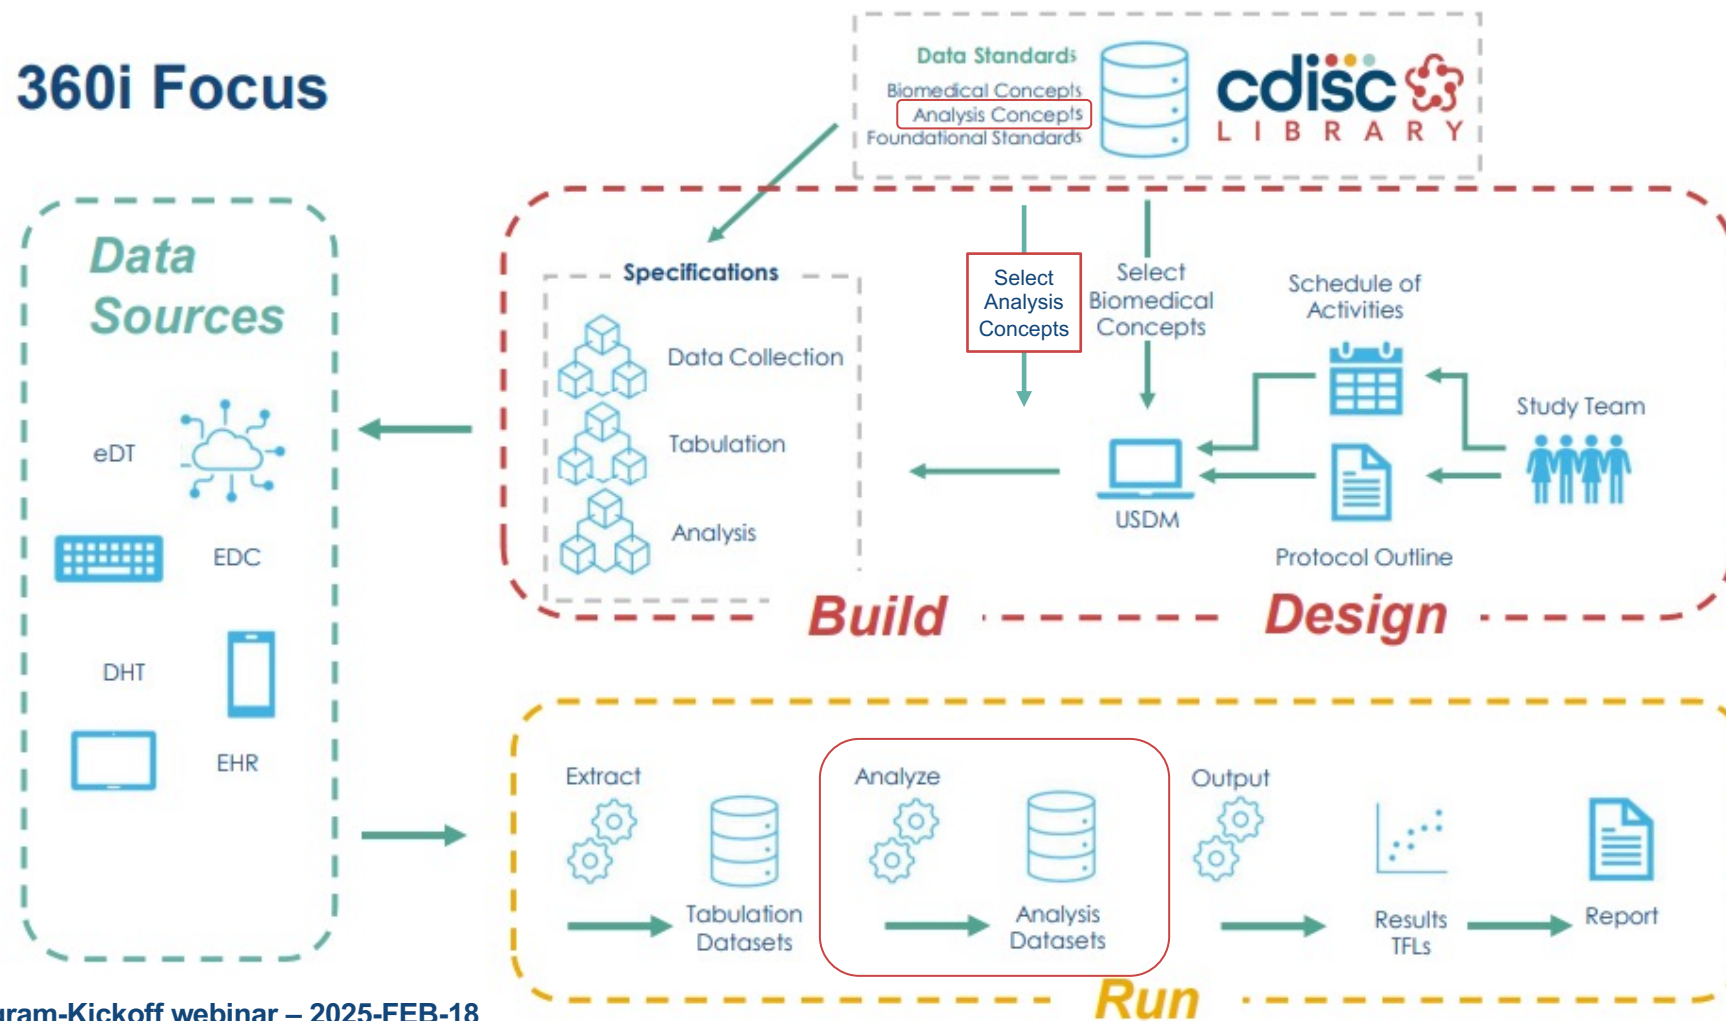 360i Focus
Data Standards
Biomedical Concepts
Analysis Concepts
Foundational Standards
cdisc
LIBRARY
Data
Sources
eDT
EDC
DHT
EHR
Specifications
Data Collection
Tabulation
Analysis
Select
Analysis
Concepts
Select
Biomedical
Concepts
Schedule of
Activities
Study Team
USDM
Protocol Outline
Build
Design
Extract
Tabulation
Datasets
Analyze
Analysis
Datasets
Output
Results
TFLs
Report
Run
gram-Kickoff webinar – 2025-FEB-18